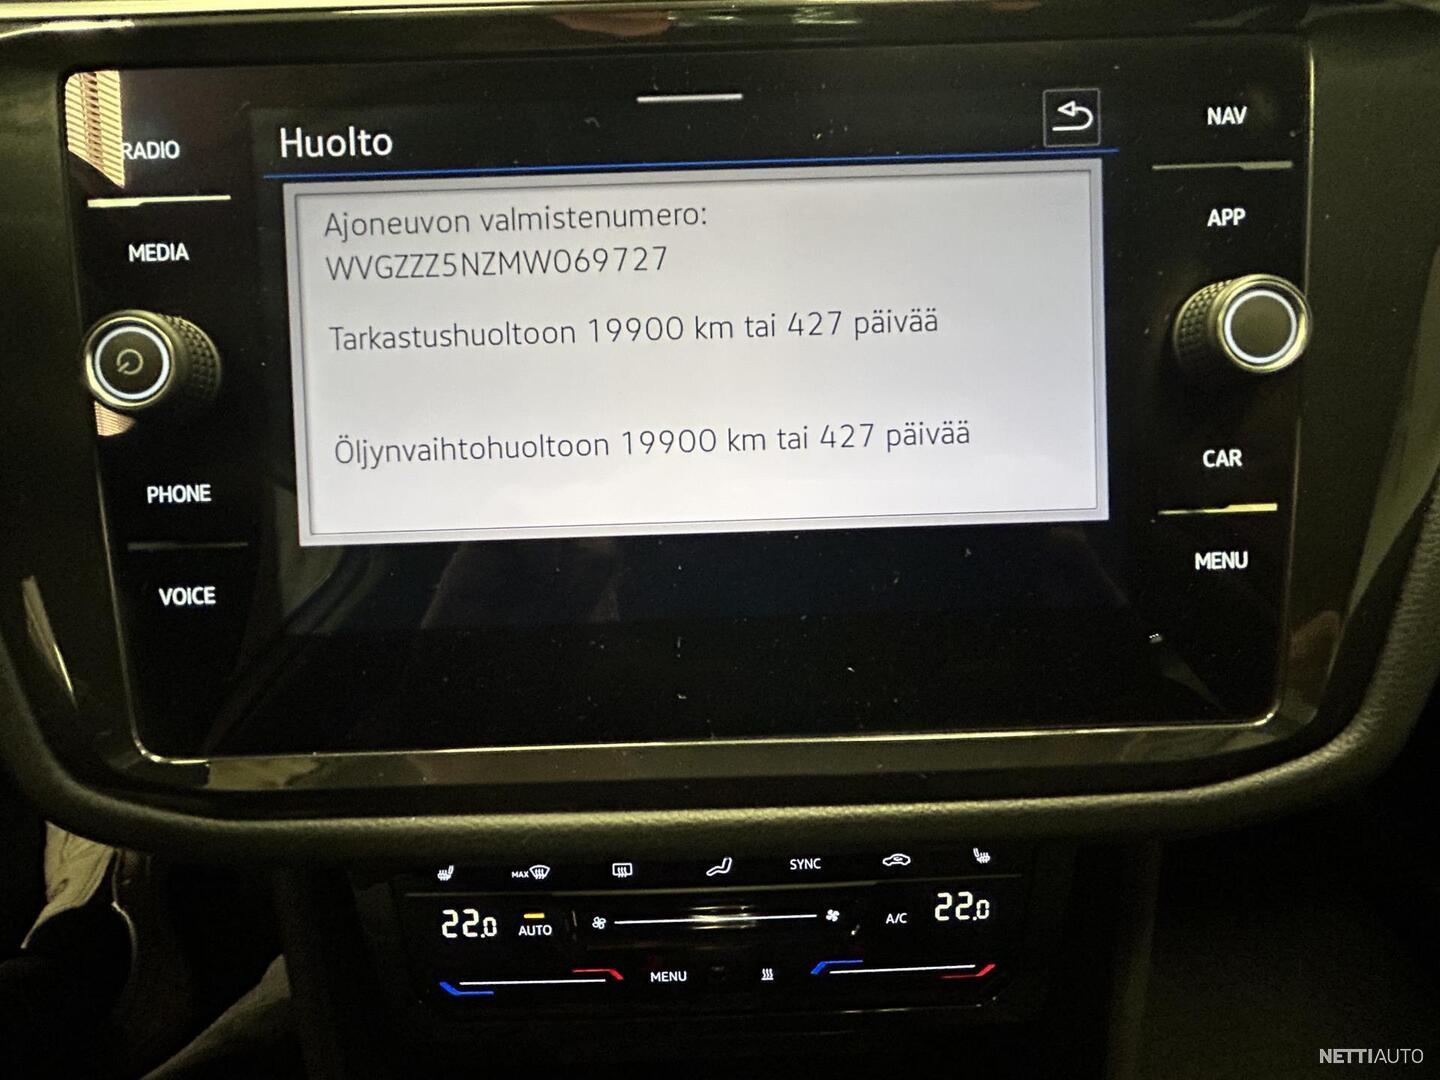 RADIO
MEDIA
PHONE
VOICE
Huolto
Ajoneuvon valmistenumero:
WVGZZZ5NZMW069727
Tarkastushuoltoon 19900 km tai 427 päivää
Öljynvaihtohuoltoon 19900 km tai 427 päivää
NAV
APP
CAR
MENU
MAX
SYNC
22.0
AUTO
A/C
22.0
MENU
NETTIAUTO